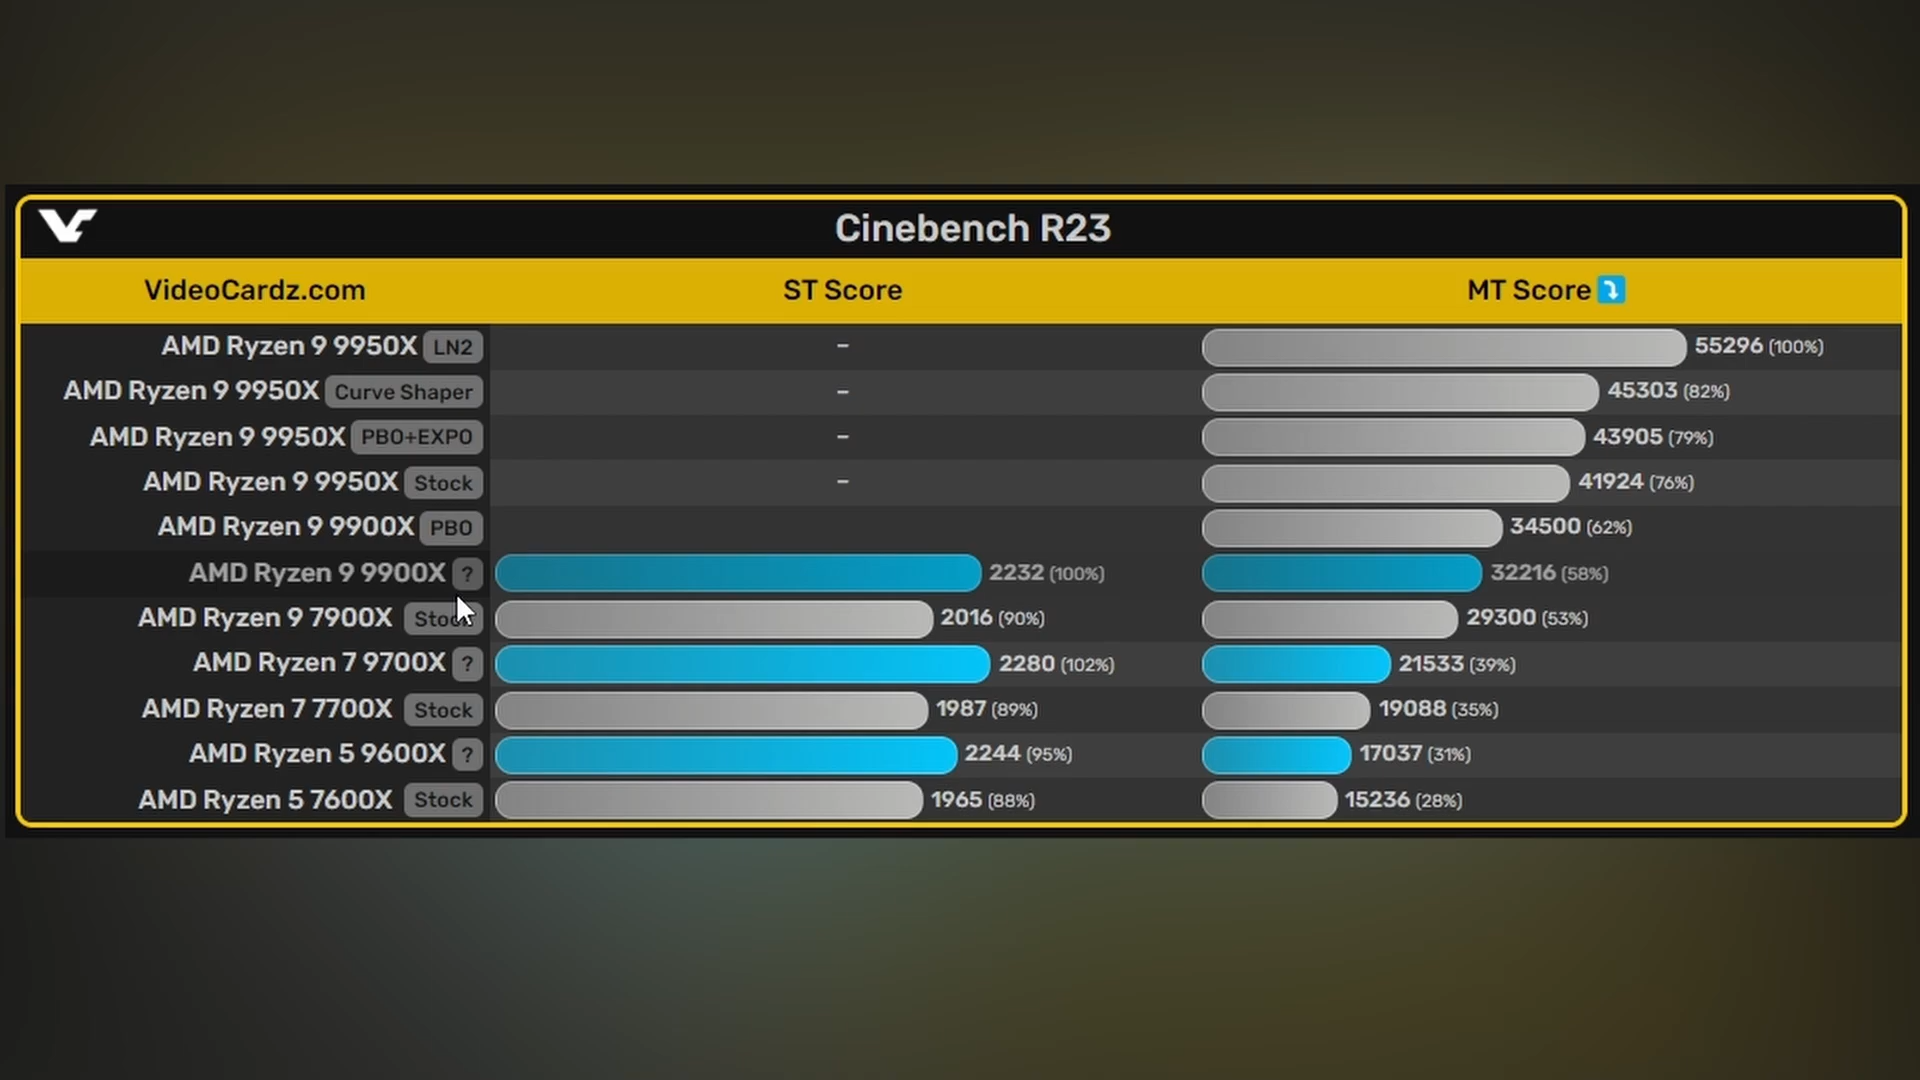 Cinebench R23
VideoCardz.com ST Score MT Score
AMD Ryzen 9 9950X LN2 – 55296 (100%)
AMD Ryzen 9 9950X Curve Shaper – 45303 (82%)
AMD Ryzen 9 9950X PBO+EXPO – 43905 (79%)
AMD Ryzen 9 9950X Stock – 41924 (76%)
AMD Ryzen 9 9900X PBO 34500 (62%)
AMD Ryzen 9 9900X ? 2232 (100%) 32216 (58%)
AMD Ryzen 9 7900X Stock 2016 (90%) 29300 (53%)
AMD Ryzen 7 9700X ? 2280 (102%) 21533 (39%)
AMD Ryzen 7 7700X Stock 1987 (89%) 19088 (35%)
AMD Ryzen 5 9600X ? 2244 (95%) 17037 (31%)
AMD Ryzen 5 7600X Stock 1965 (88%) 15236 (28%)